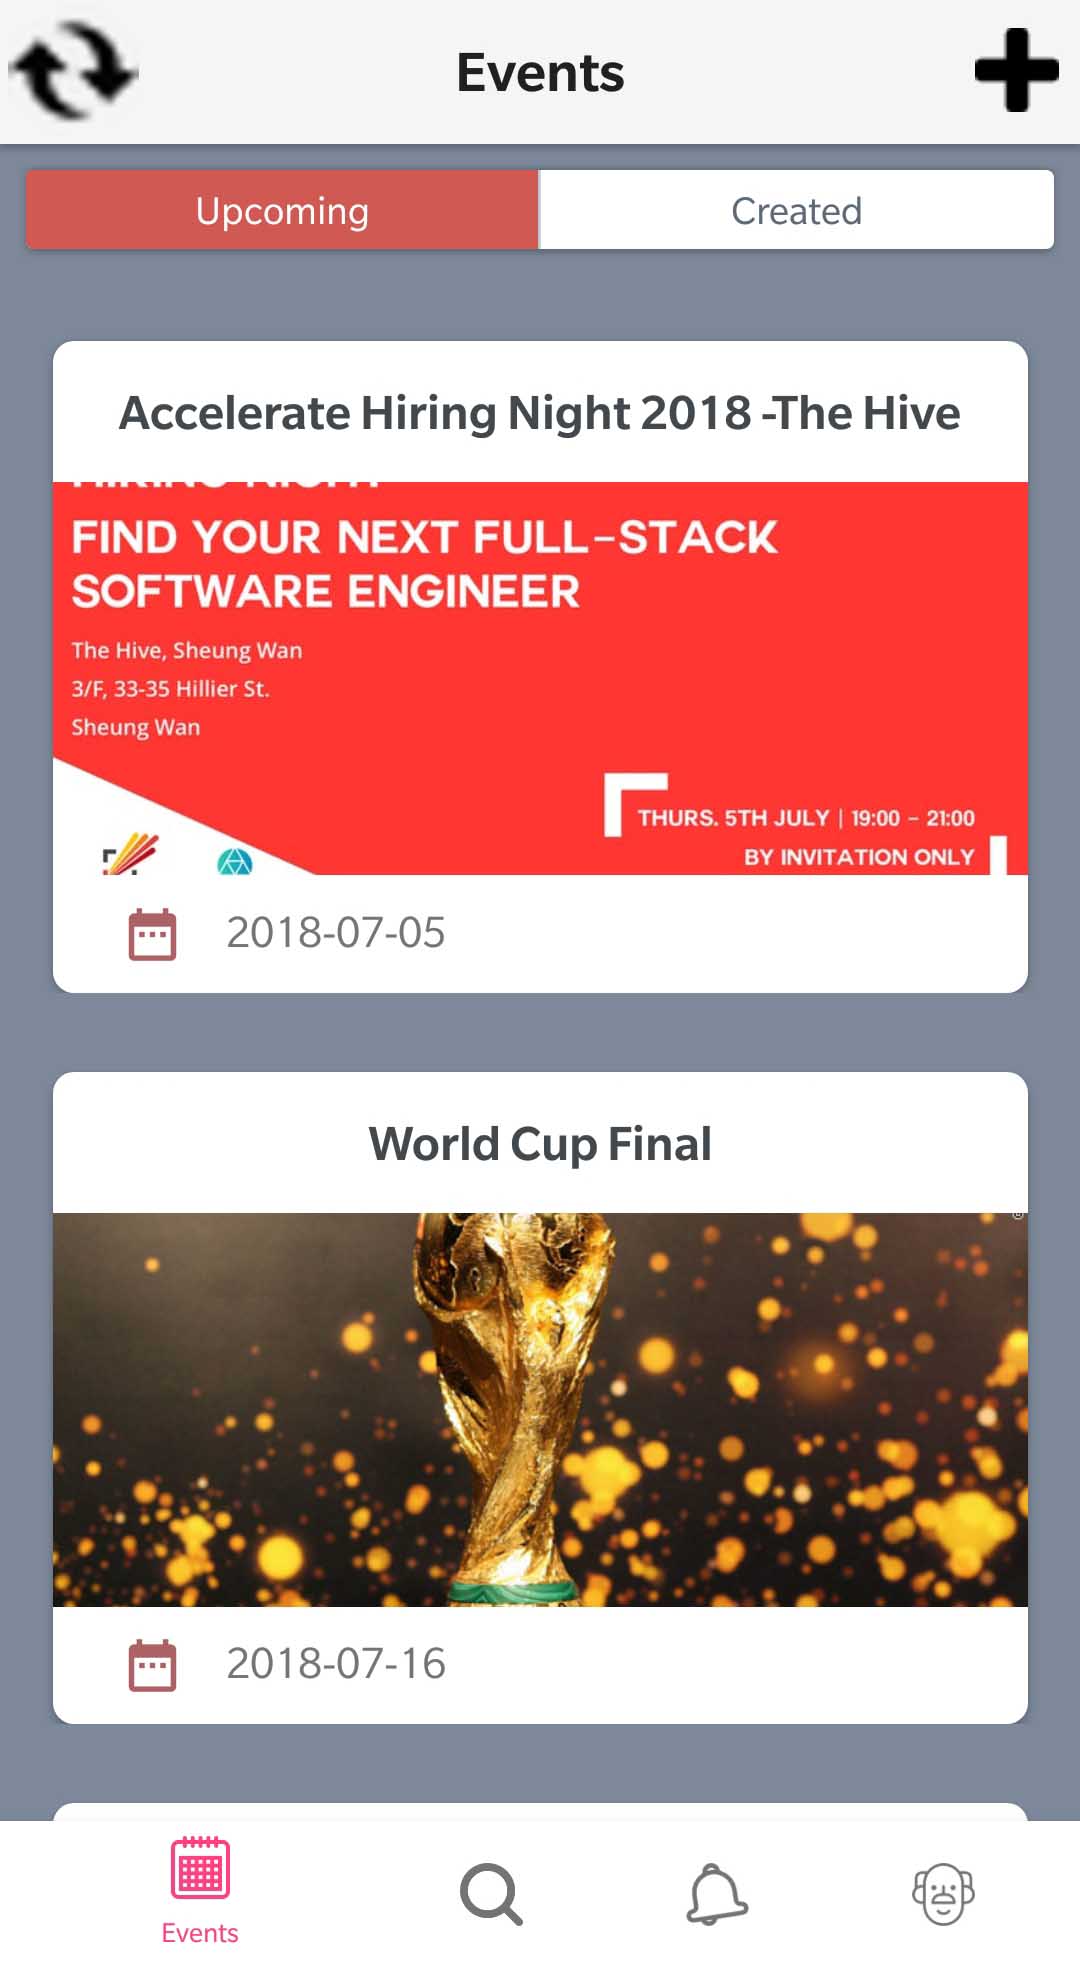 Events
Upcoming
Created
Accelerate Hiring Night 2018 -The Hive
HIRING NIGHT
FIND YOUR NEXT FULL-STACK
SOFTWARE ENGINEER
The Hive, Sheung Wan
3/F, 33-35 Hillier St.
Sheung Wan
THURS. 5TH JULY | 19:00 - 21:00
BY INVITATION ONLY
2018-07-05
World Cup Final
2018-07-16
Events